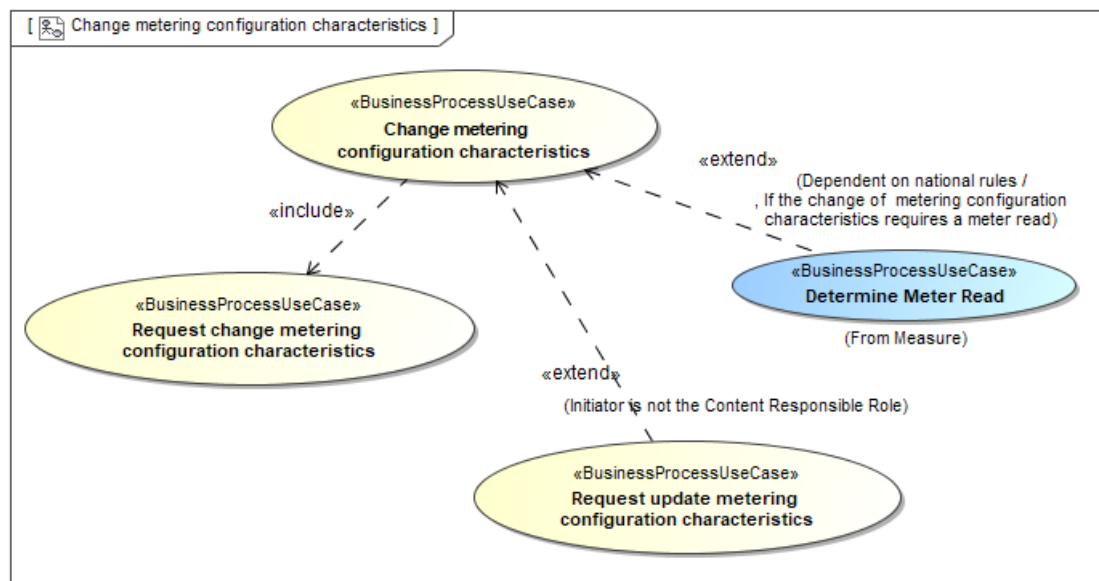 [ Change metering configuration characteristics ]
«BusinessProcessUseCase»
Change metering
configuration characteristics
«extend»
(Dependent on national rules /
, If the change of metering configuration
characteristics requires a meter read)
«include»
«BusinessProcessUseCase»
Determine Meter Read
(From Measure)
«BusinessProcessUseCase»
Request change metering
configuration characteristics
«extend»
(Initiator is not the Content Responsible Role)
«BusinessProcessUseCase»
Request update metering
configuration characteristics